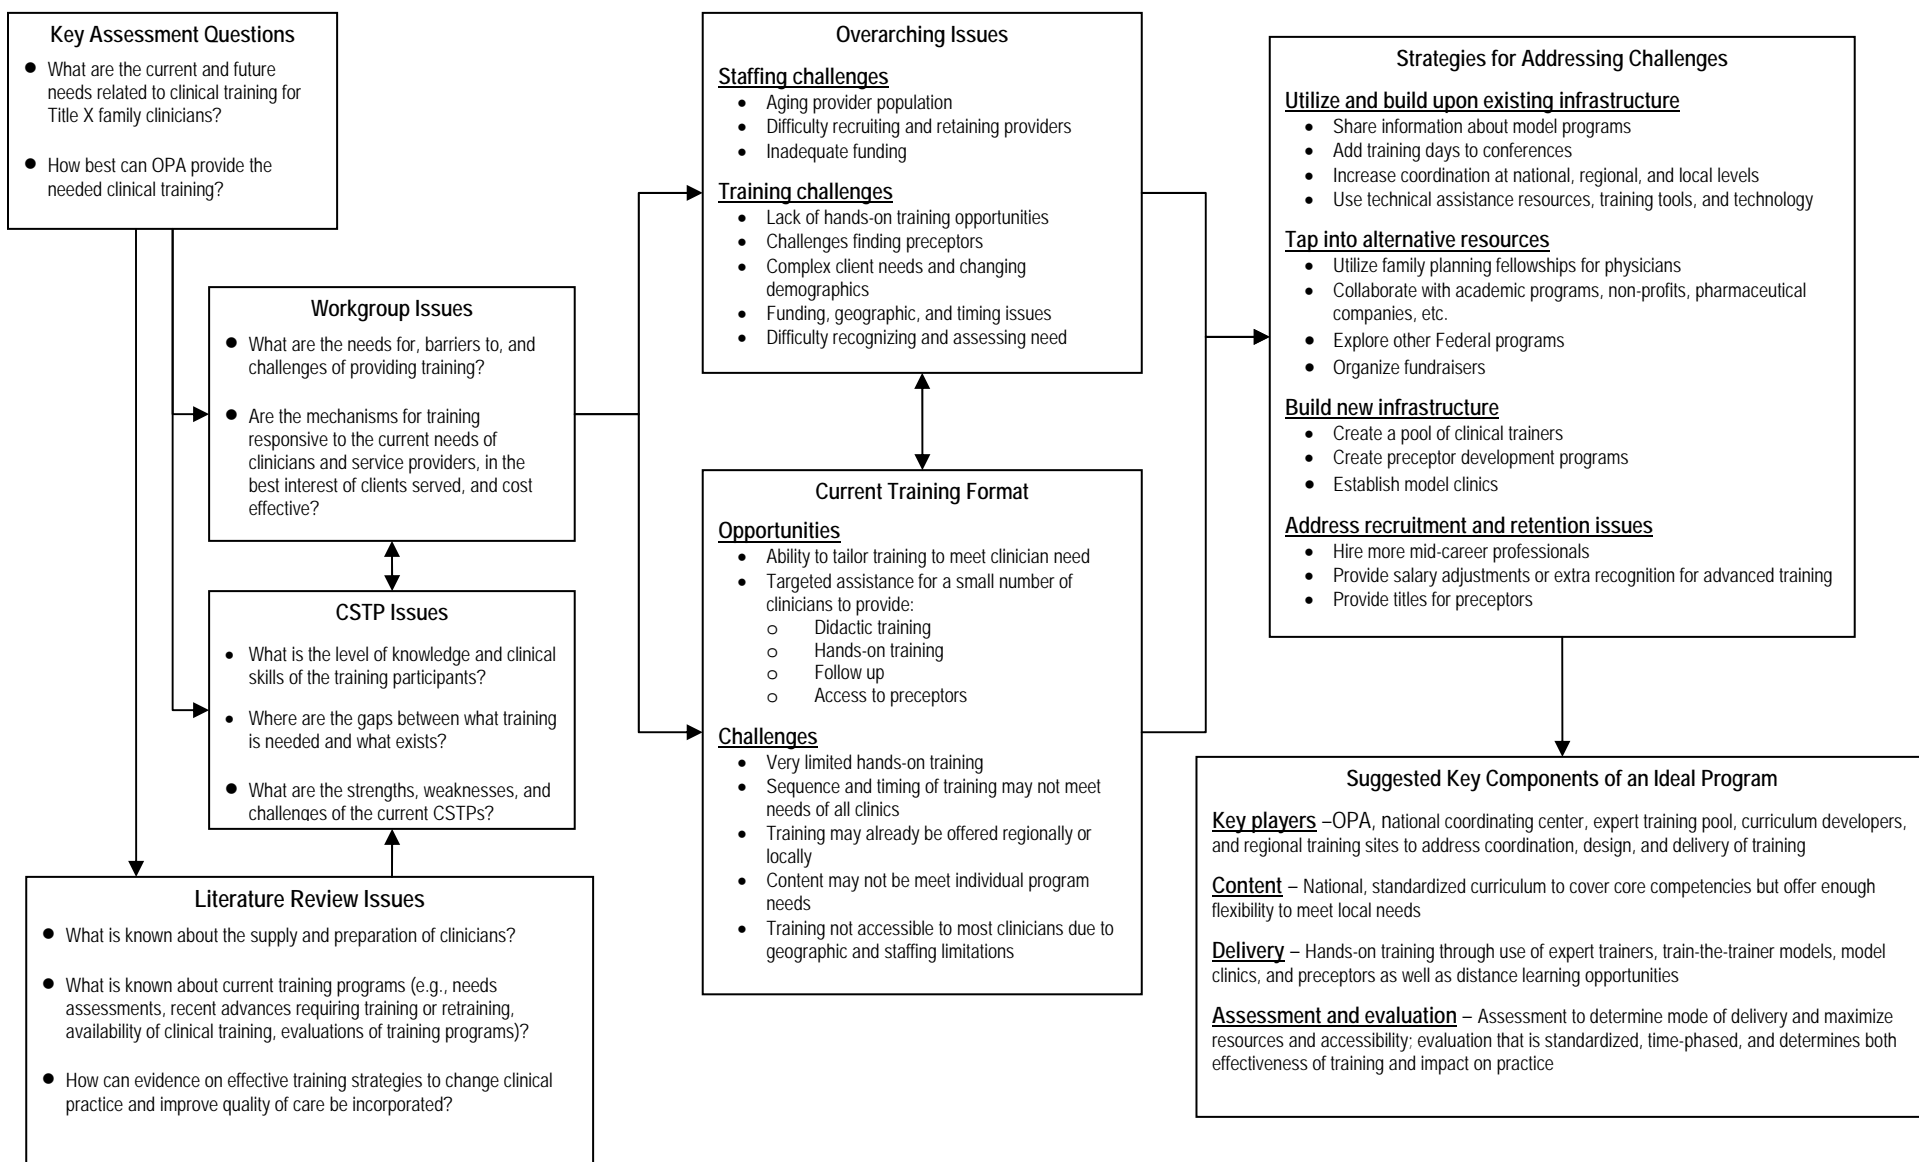 Key Assessment Questions
● What are the current and future
needs related to clinical training for
Title X family clinicians?
● How best can OPA provide the
needed clinical training?
Workgroup Issues
● What are the needs for, barriers to, and
challenges of providing training?
● Are the mechanisms for training
responsive to the current needs of
clinicians and service providers, in the
best interest of clients served, and cost
effective?
CSTP Issues
• What is the level of knowledge and clinical
skills of the training participants?
• Where are the gaps between what training
is needed and what exists?
● What are the strengths, weaknesses, and
challenges of the current CSTPs?
Literature Review Issues
● What is known about the supply and preparation of clinicians?
● What is known about current training programs (e.g., needs
assessments, recent advances requiring training or retraining,
availability of clinical training, evaluations of training programs)?
● How can evidence on effective training strategies to change clinical
practice and improve quality of care be incorporated?
Overarching Issues
Staffing challenges
• Aging provider population
• Difficulty recruiting and retaining providers
• Inadequate funding
Training challenges
• Lack of hands-on training opportunities
• Challenges finding preceptors
• Complex client needs and changing
demographics
• Funding, geographic, and timing issues
• Difficulty recognizing and assessing need
Current Training Format
Opportunities
• Ability to tailor training to meet clinician need
• Targeted assistance for a small number of
clinicians to provide:
o Didactic training
o Hands-on training
o Follow up
o Access to preceptors
Challenges
• Very limited hands-on training
• Sequence and timing of training may not meet
needs of all clinics
• Training may already be offered regionally or
locally
• Content may not be meet individual program
needs
• Training not accessible to most clinicians due to
geographic and staffing limitations
Strategies for Addressing Challenges
Utilize and build upon existing infrastructure
• Share information about model programs
• Add training days to conferences
• Increase coordination at national, regional, and local levels
• Use technical assistance resources, training tools, and technology
Tap into alternative resources
• Utilize family planning fellowships for physicians
• Collaborate with academic programs, non-profits, pharmaceutical
companies, etc.
• Explore other Federal programs
• Organize fundraisers
Build new infrastructure
• Create a pool of clinical trainers
• Create preceptor development programs
• Establish model clinics
Address recruitment and retention issues
• Hire more mid-career professionals
• Provide salary adjustments or extra recognition for advanced training
• Provide titles for preceptors
Suggested Key Components of an Ideal Program
Key players –OPA, national coordinating center, expert training pool, curriculum developers,
and regional training sites to address coordination, design, and delivery of training
Content – National, standardized curriculum to cover core competencies but offer enough
flexibility to meet local needs
Delivery – Hands-on training through use of expert trainers, train-the-trainer models, model
clinics, and preceptors as well as distance learning opportunities
Assessment and evaluation – Assessment to determine mode of delivery and maximize
resources and accessibility; evaluation that is standardized, time-phased, and determines both
effectiveness of training and impact on practice